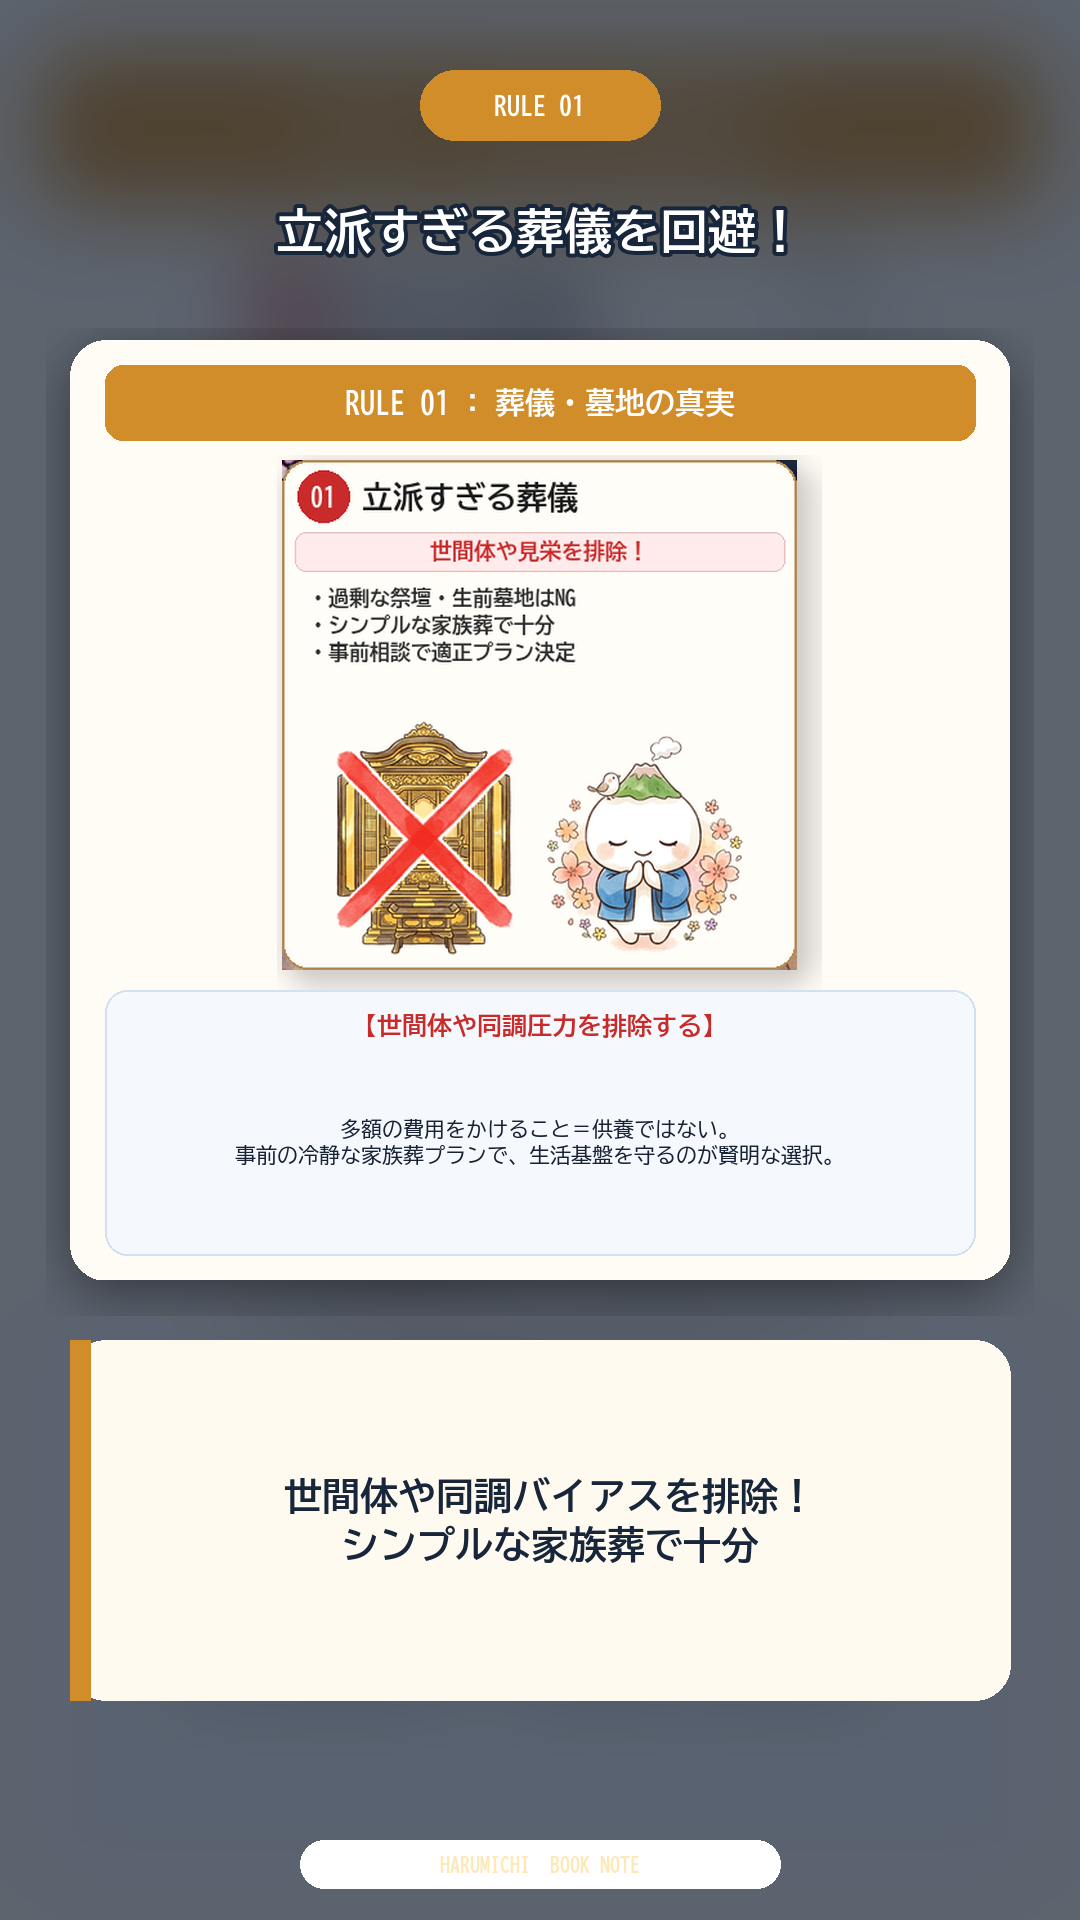 RULE 01
立派すぎる葬儀を回避！
RULE 01 : 葬儀・墓地の真実
01 立派すぎる葬儀
世間体や見栄を排除！
・過剰な祭壇・生前墓地はNG
・シンプルな家族葬で十分
・事前相談で適正プラン決定
【世間体や同調圧力を排除する】
多額の費用をかけること＝供養ではない。
事前の冷静な家族葬プランで、生活基盤を守るのが賢明な選択。
世間体や同調バイアスを排除！
シンプルな家族葬で十分
HARUMICHI BOOK NOTE